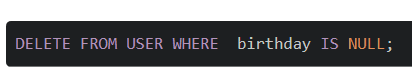 DELETE FROM USER WHERE  birthday IS NULL;